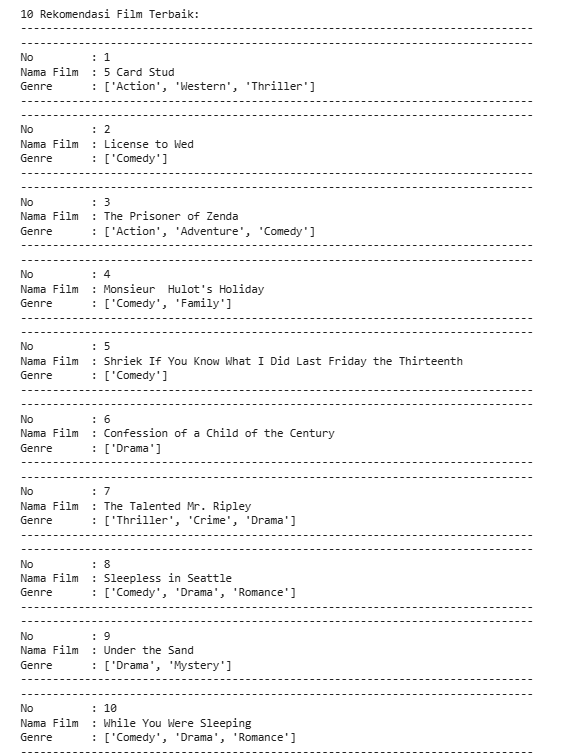 10 Rekomendasi Film Terbaik:
--------------------------------------------------------------------------------
--------------------------------------------------------------------------------
No         : 1
Nama Film  : 5 Card Stud
Genre      : ['Action', 'Western', 'Thriller']
--------------------------------------------------------------------------------
--------------------------------------------------------------------------------
No         : 2
Nama Film  : License to Wed
Genre      : ['Comedy']
--------------------------------------------------------------------------------
--------------------------------------------------------------------------------
No         : 3
Nama Film  : The Prisoner of Zenda
Genre      : ['Action', 'Adventure', 'Comedy']
--------------------------------------------------------------------------------
--------------------------------------------------------------------------------
No         : 4
Nama Film  : Monsieur  Hulot's Holiday
Genre      : ['Comedy', 'Family']
--------------------------------------------------------------------------------
--------------------------------------------------------------------------------
No         : 5
Nama Film  : Shriek If You Know What I Did Last Friday the Thirteenth
Genre      : ['Comedy']
--------------------------------------------------------------------------------
--------------------------------------------------------------------------------
No         : 6
Nama Film  : Confession of a Child of the Century
Genre      : ['Drama']
--------------------------------------------------------------------------------
--------------------------------------------------------------------------------
No         : 7
Nama Film  : The Talented Mr. Ripley
Genre      : ['Thriller', 'Crime', 'Drama']
--------------------------------------------------------------------------------
--------------------------------------------------------------------------------
No         : 8
Nama Film  : Sleepless in Seattle
Genre      : ['Comedy', 'Drama', 'Romance']
--------------------------------------------------------------------------------
--------------------------------------------------------------------------------
No         : 9
Nama Film  : Under the Sand
Genre      : ['Drama', 'Mystery']
--------------------------------------------------------------------------------
--------------------------------------------------------------------------------
No         : 10
Nama Film  : While You Were Sleeping
Genre      : ['Comedy', 'Drama', 'Romance']
--------------------------------------------------------------------------------